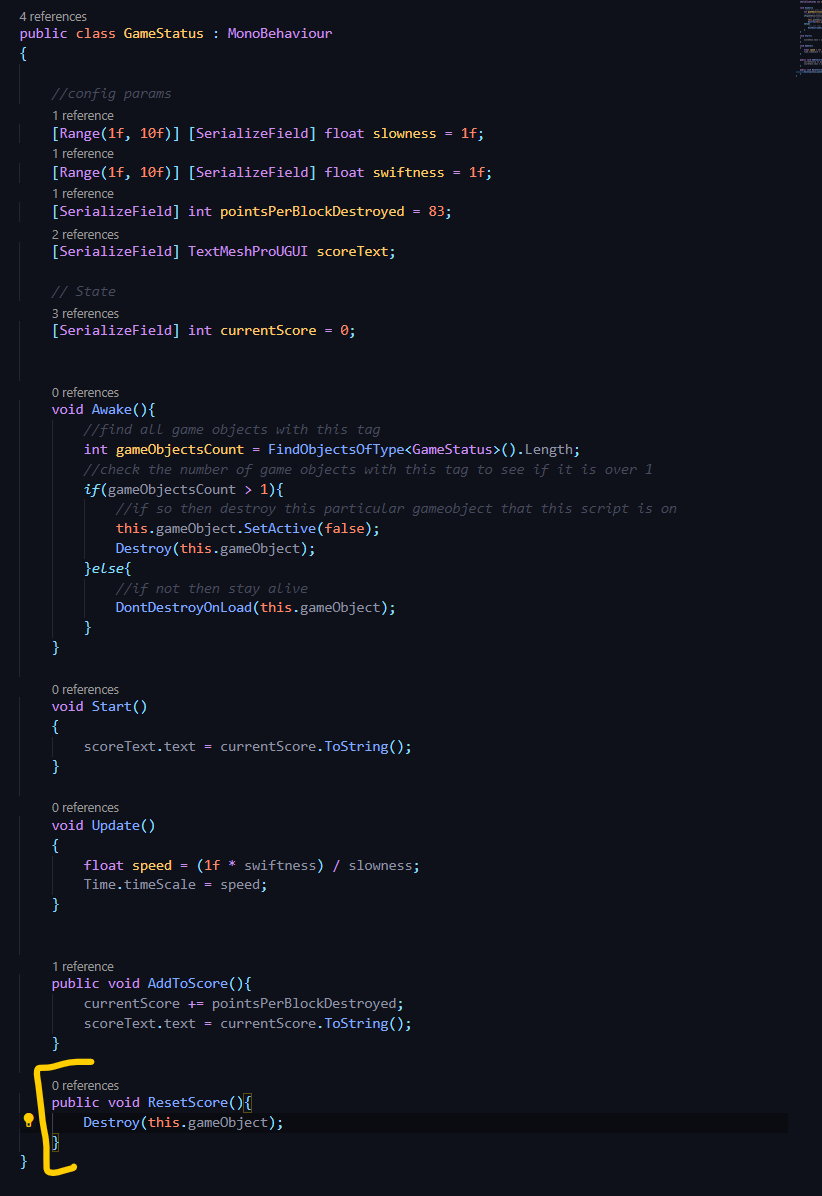 4 references
public class GameStatus : MonoBehaviour
{
//config params
1 reference
[Range(1f, 10f)] [SerializeField] float slowness = 1f;
1 reference
[Range(1f, 10f)] [SerializeField] float swiftness = 1f;
1 reference
[SerializeField] int pointsPerBlockDestroyed = 83;
2 references
[SerializeField] TextMeshProUGUI scoreText;
// State
3 references
[SerializeField] int currentScore = 0;
0 references
void Awake(){
//find all game objects with this tag
int gameObjectsCount = FindObjectsOfType<GameStatus>().Length;
//check the number of game objects with this tag to see if it is over 1
if(gameObjectsCount > 1){
//if so then destroy this particular gameobject that this script is on
this.gameObject.SetActive(false);
Destroy(this.gameObject);
}else{
//if not then stay alive
DontDestroyOnLoad(this.gameObject);
}
}
0 references
void Start()
{
scoreText.text = currentScore.ToString();
}
0 references
void Update()
{
float speed = (1f * swiftness) / slowness;
Time.timeScale = speed;
}
1 reference
public void AddToScore(){
currentScore += pointsPerBlockDestroyed;
scoreText.text = currentScore.ToString();
}
0 references
public void ResetScore(){
Destroy(this.gameObject);
}
}